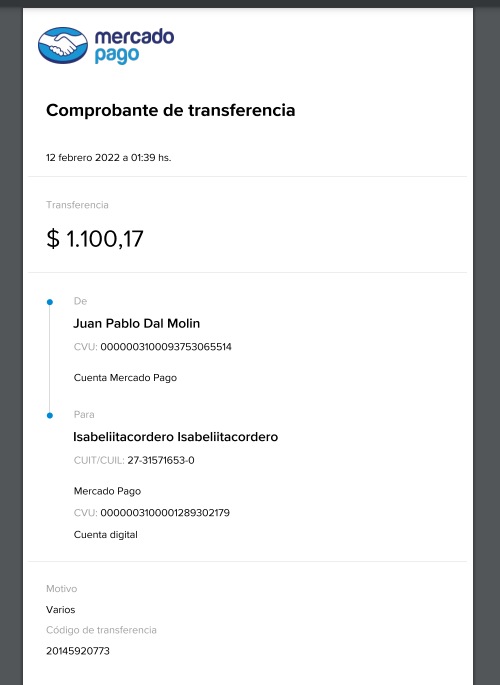 mercado
pago
Comprobante de transferencia
12 febrero 2022 a 01:39 hs.
Transferencia
$ 1.100,17
De
Juan Pablo Dal Molin
CVU: 0000003100093753065514
Cuenta Mercado Pago
Para
Isabeliitacordero Isabeliitacordero
CUIT/CUIL: 27-31571653-0
Mercado Pago
CVU: 0000003100001289302179
Cuenta digital
Motivo
Varios
Código de transferencia
20145920773